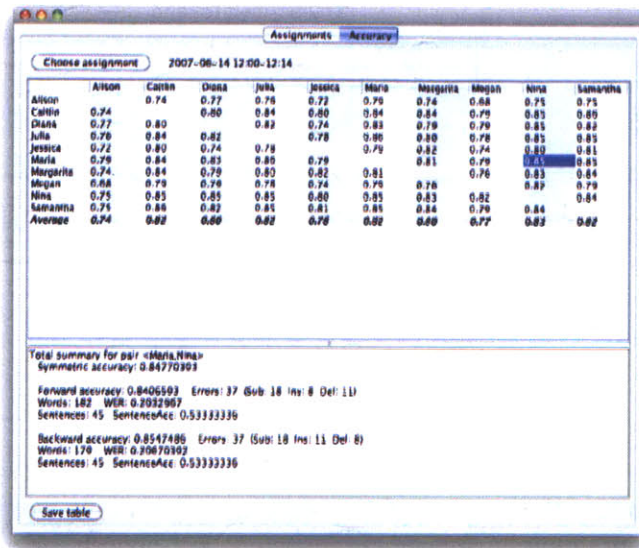 Assignments Accuracy
Choose assignment 2007-06-14 12:00-12:14
Alison Caitlin Diana Julia Jessica Maria Margarita Megan Nina Samantha
Alison 0.74 0.77 0.76 0.72 0.79 0.74 0.68 0.75 0.75
Caitlin 0.74 0.80 0.84 0.80 0.84 0.84 0.79 0.85 0.86
Diana 0.77 0.80 0.82 0.74 0.83 0.79 0.79 0.85 0.82
Julia 0.76 0.84 0.82 0.78 0.86 0.80 0.78 0.85 0.85
Jessica 0.72 0.80 0.74 0.78 0.79 0.82 0.74 0.80 0.81
Maria 0.79 0.84 0.83 0.86 0.79 0.81 0.79 0.85 0.85
Margarita 0.74 0.84 0.79 0.80 0.82 0.81 0.76 0.83 0.84
Megan 0.68 0.79 0.79 0.78 0.74 0.79 0.76 0.82 0.79
Nina 0.75 0.85 0.85 0.85 0.80 0.85 0.83 0.82 0.84
Samantha 0.75 0.86 0.82 0.85 0.81 0.85 0.84 0.79 0.84
Average 0.74 0.82 0.80 0.82 0.78 0.82 0.80 0.77 0.83 0.82
Total summary for pair <Maria,Nina>
Symmetric accuracy: 0.84770393
Forward accuracy: 0.8406593 Errors: 37 (Sub: 18 Ins: 8 Del: 11)
Words: 182 WER: 0.2032967
Sentences: 45 SentenceAcc: 0.53333336
Backward accuracy: 0.8547486 Errors: 37 (Sub: 18 Ins: 11 Del: 8)
Words: 179 WER: 0.20670392
Sentences: 45 SentenceAcc: 0.53333336
Save table